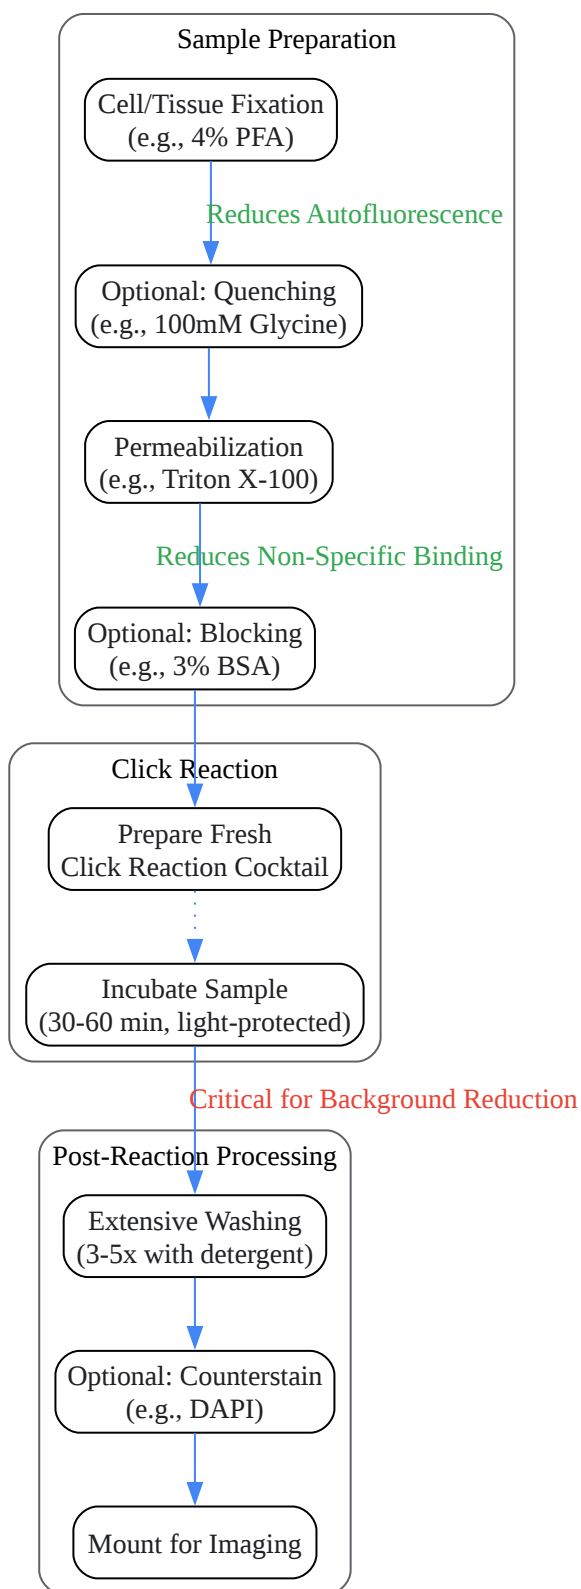 Sample Preparation
Cell/Tissue Fixation
(e.g., 4% PFA)
Reduces Autofluorescence
Optional: Quenching
(e.g., 100mM Glycine)
Permeabilization
(e.g., Triton X-100)
Reduces Non-Specific Binding
Optional: Blocking
(e.g., 3% BSA)
Click Reaction
Prepare Fresh
Click Reaction Cocktail
Incubate Sample
(30-60 min, light-protected)
Critical for Background Reduction
Post-Reaction Processing
Extensive Washing
(3-5x with detergent)
Optional: Counterstain
(e.g., DAPI)
Mount for Imaging